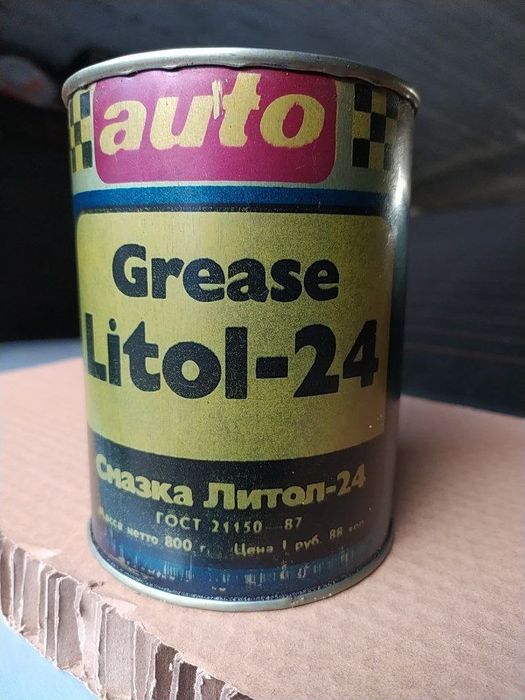 auto
Grease
Litol-24
Смазка Литол-24
ГОСТ 21150-87
Масса нетто 800 г. Цена 1 руб. 88 коп.